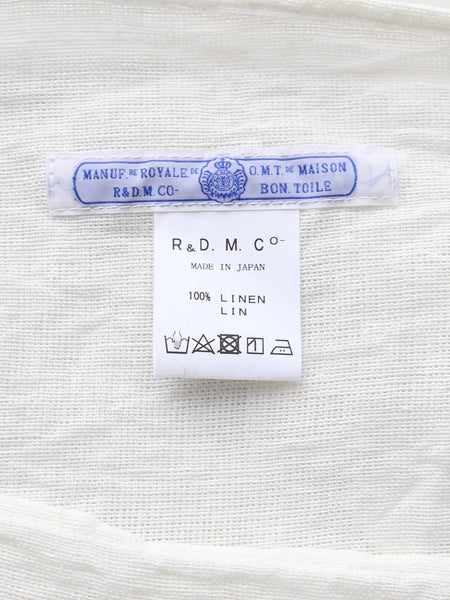 MANUF.RE ROYALE.DE
R&D.M.CO-
O.M.T.DE MAISON
BON.TOILE
R&D.M.Co-
MADE IN JAPAN
100% LINEN
LIN